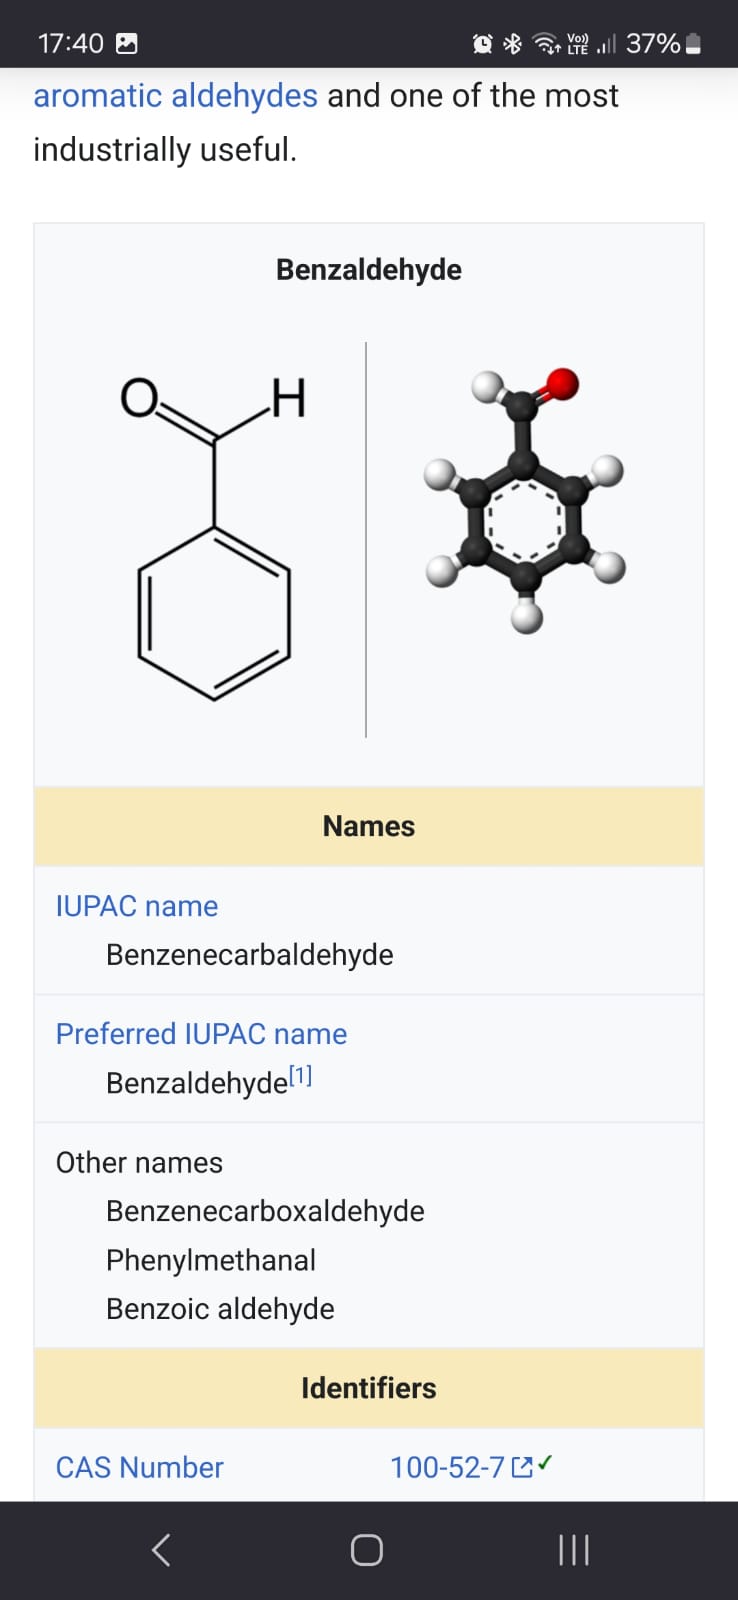 17:40 Vo)) LTE 37%
aromatic aldehydes and one of the most
industrially useful.
Benzaldehyde
O H
Names
IUPAC name
Benzenecarbaldehyde
Preferred IUPAC name
Benzaldehyde[1]
Other names
Benzenecarboxaldehyde
Phenylmethanal
Benzoic aldehyde
Identifiers
CAS Number 100-52-7 ✓